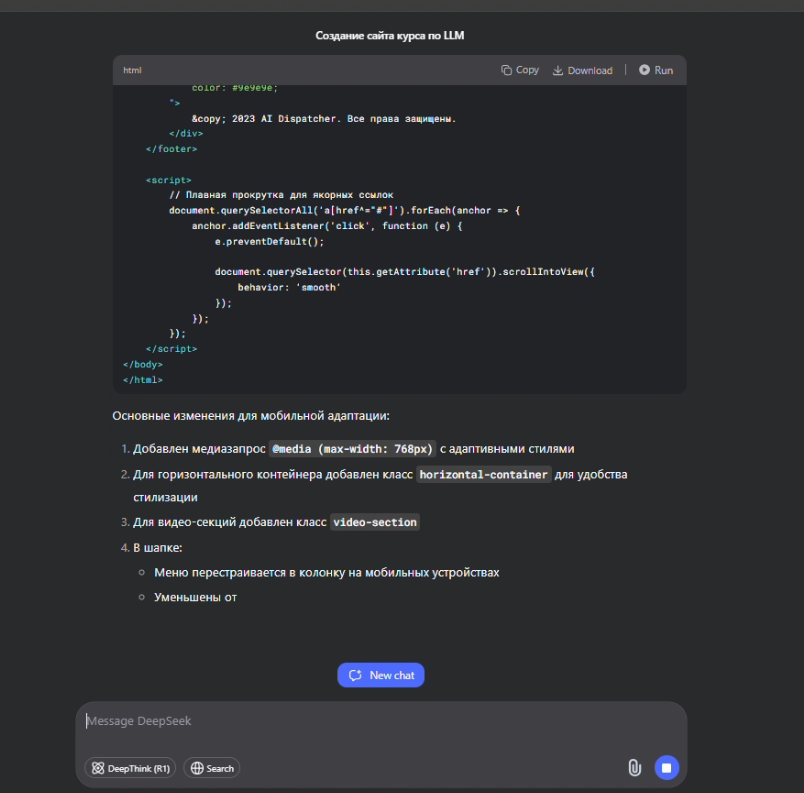 Создание сайта курса по LLM
html Copy Download Run
color: #9e9e9e;
">
&copy; 2023 AI Dispatcher. Все права защищены.
</div>
</footer>
<script>
// Плавная прокрутка для якорных ссылок
document.querySelectorAll('a[href^="#"]').forEach(anchor => {
anchor.addEventListener('click', function (e) {
e.preventDefault();
document.querySelector(this.getAttribute('href')).scrollIntoView({
behavior: 'smooth'
});
});
});
</script>
</body>
</html>
Основные изменения для мобильной адаптации:
1. Добавлен медиазапрос @media (max-width: 768px) с адаптивными стилями
2. Для горизонтального контейнера добавлен класс horizontal-container для удобства
стилизации
3. Для видео-секций добавлен класс video-section
4. В шапке:
Меню перестраивается в колонку на мобильных устройствах
Уменьшены от
New chat
Message DeepSeek
DeepThink (R1) Search